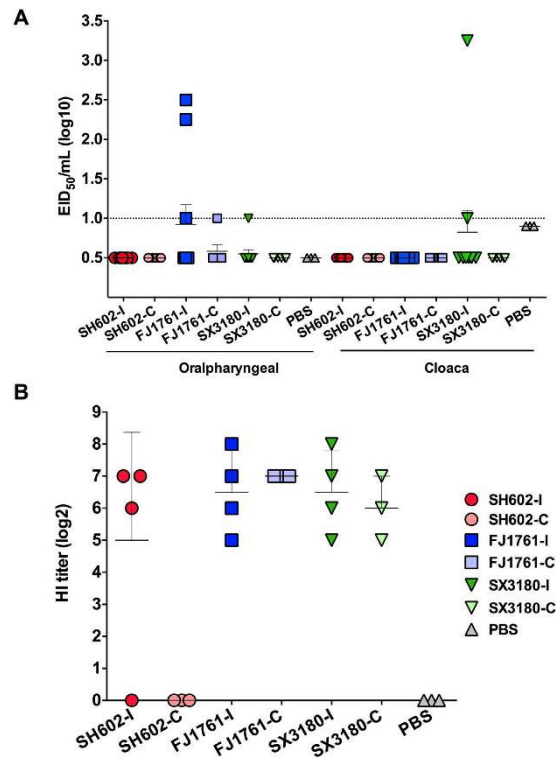 A
EID50/mL (log10)
3.5
3.0
2.5
2.0
1.5
1.0
0.5
0.0
SH602-I
SH602-C
FJ1761-I
FJ1761-C
SX3180-I
SX3180-C
PBS
SH602-I
SH602-C
FJ1761-I
FJ1761-C
SX3180-I
SX3180-C
PBS
Oralpharyngeal
Cloaca
B
HI titer (log2)
9
8
7
6
5
4
3
2
1
0
SH602-I
SH602-C
FJ1761-I
FJ1761-C
SX3180-I
SX3180-C
PBS
SH602-I
SH602-C
FJ1761-I
FJ1761-C
SX3180-I
SX3180-C
PBS